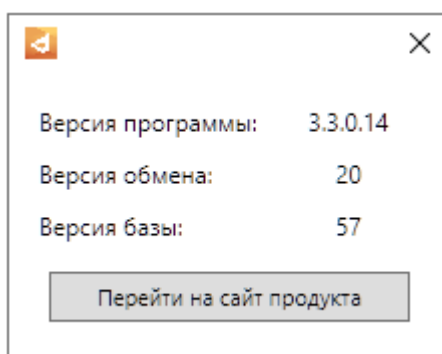 Версия программы: 3.3.0.14
Версия обмена: 20
Версия базы: 57
Перейти на сайт продукта